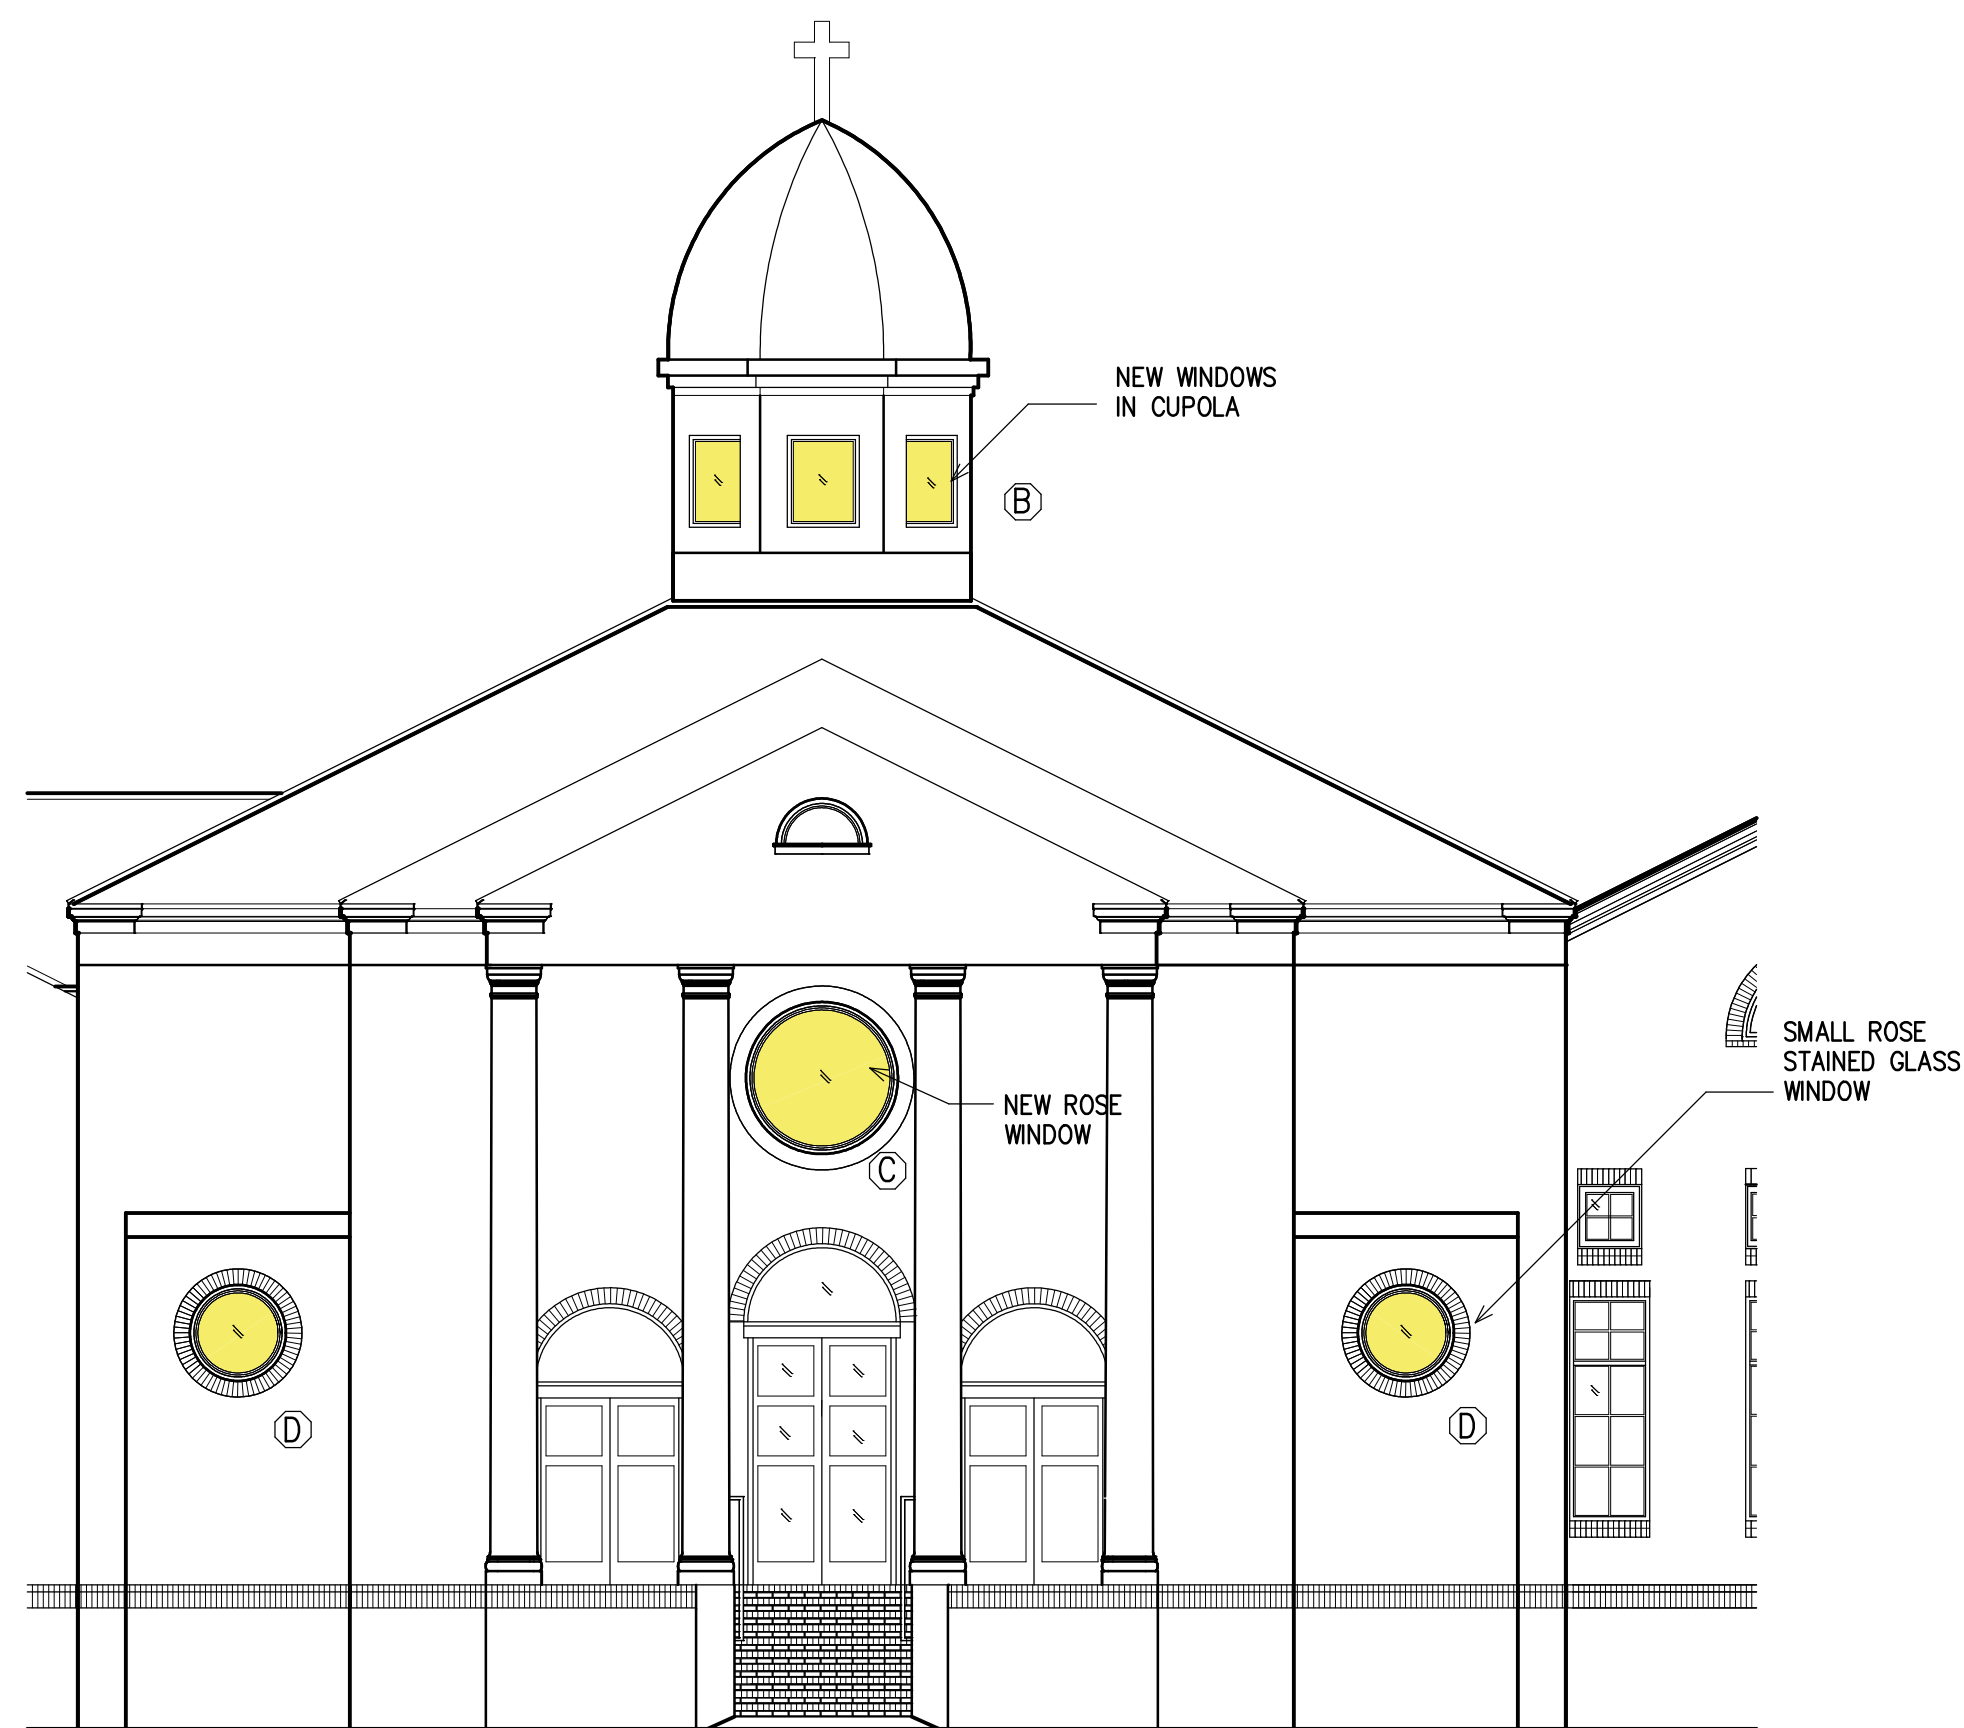 NEW WINDOWS
IN CUPOLA
B
SMALL ROSE
STAINED GLASS
WINDOW
NEW ROSE
WINDOW
C
D
D